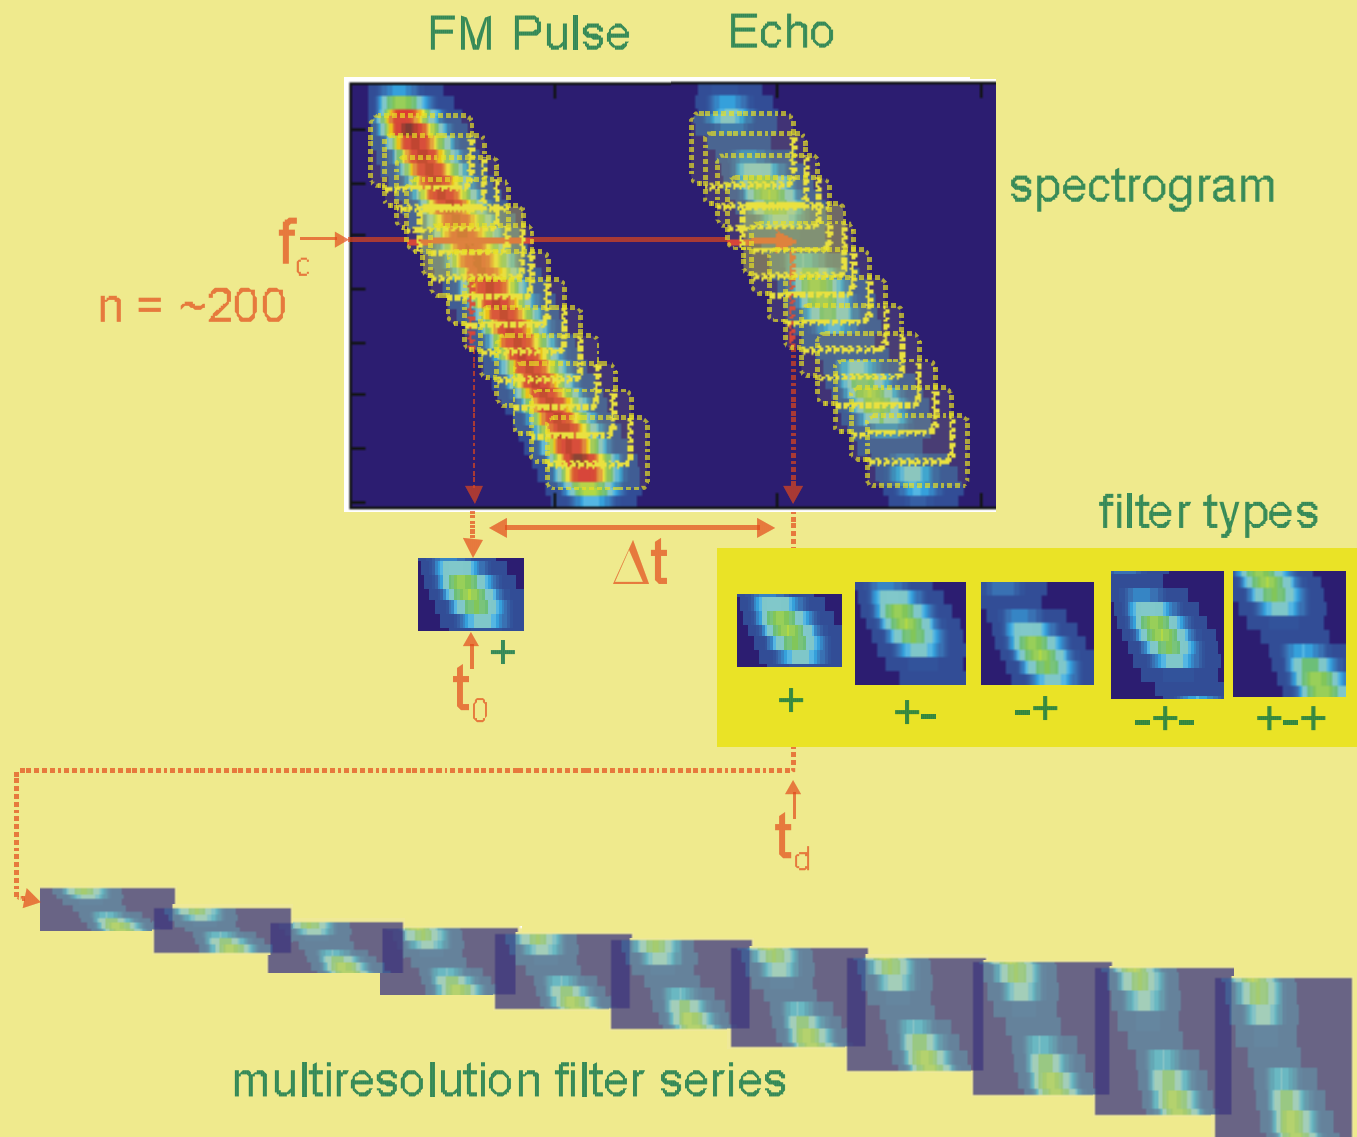 FM Pulse
Echo
spectrogram
fc
n = ~200
Δt
filter types
+
t0
+
+-
-+
-+-
+-+
td
multiresolution filter series